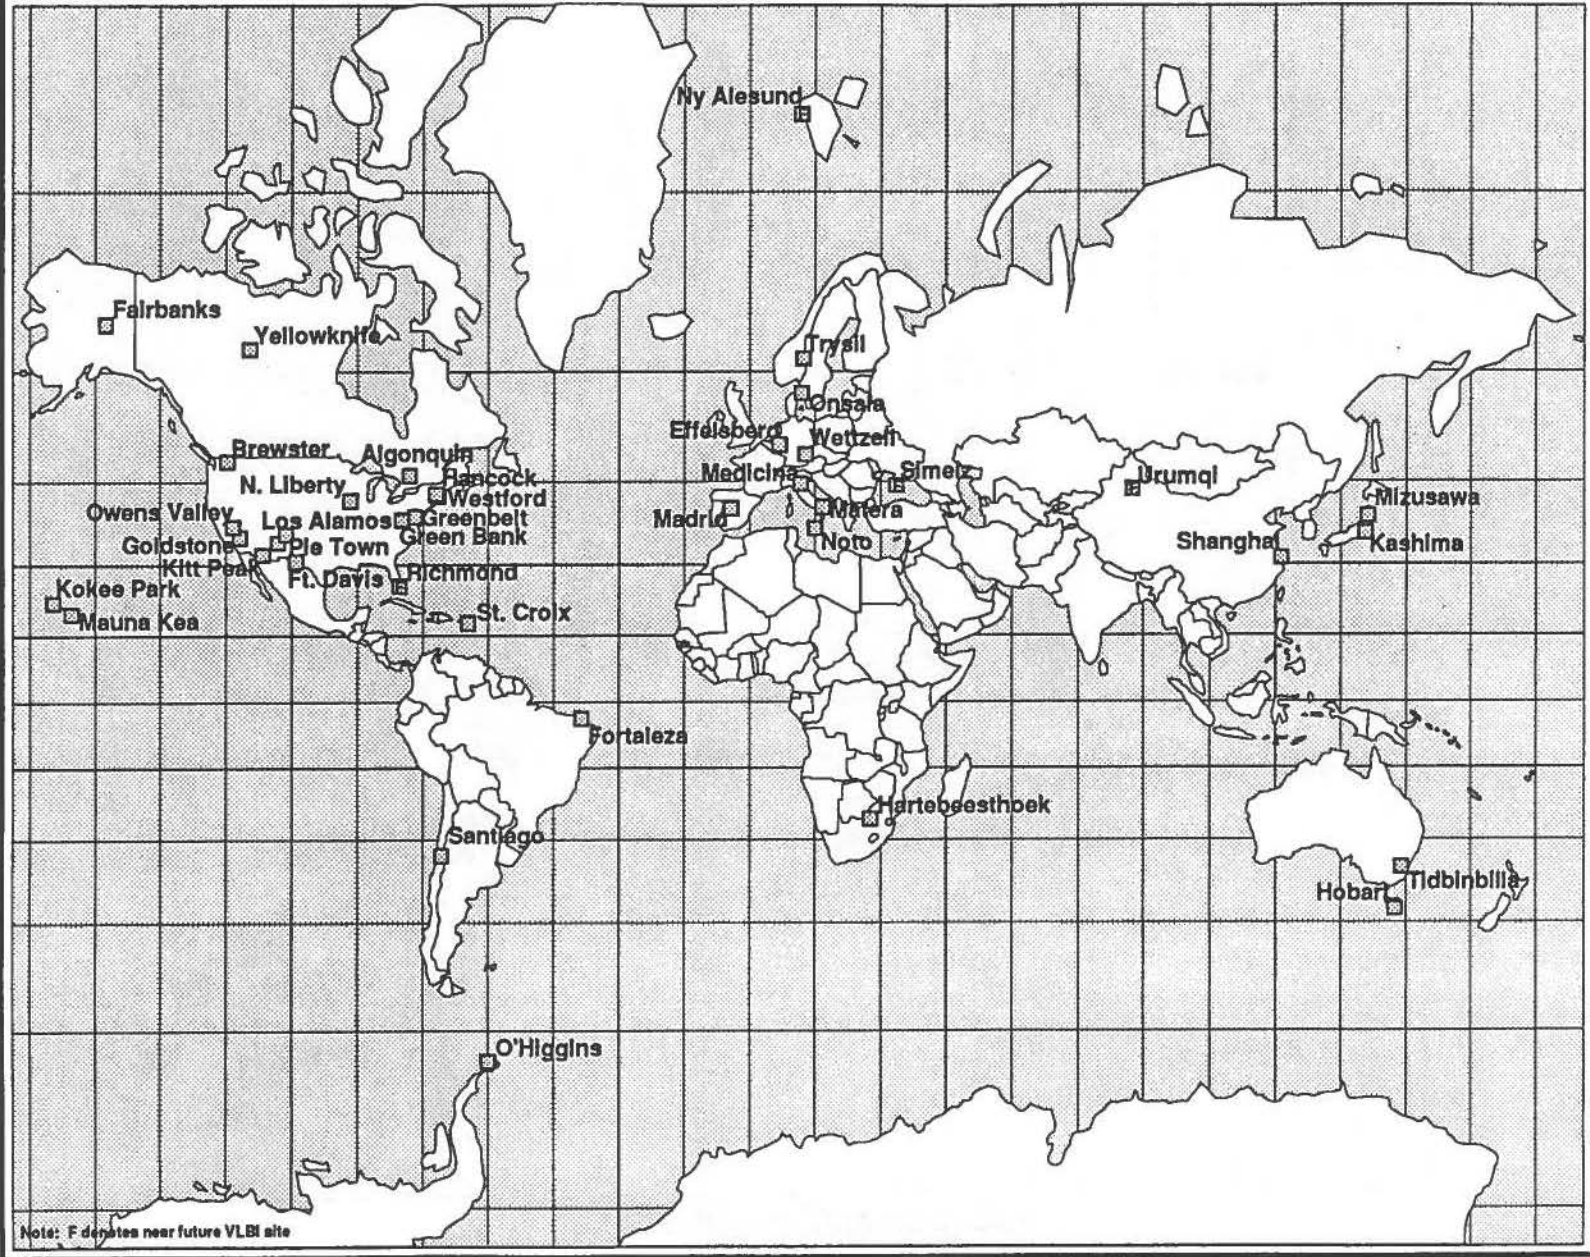 Ny Alesund
Fairbanks
Yellowknife
Trysil
Onsala
Effelsberg
Wettzell
Brewster
Algonquin
Medicina
Simeiz
Urumqi
Hancock
N. Liberty
Westford
Mizusawa
Owens Valley
Los Alamos
Greenbelt
Madrid
Matera
Goldstone
Pie Town
Green Bank
Noto
Shanghai
Kashima
Kitt Peak
Ft. Davis
Richmond
Kokee Park
Mauna Kea
St. Croix
Fortaleza
Hartebeesthoek
Santiago
Tidbinbilla
Hobart
O'Higgins
Note: F denotes near future VLBI site